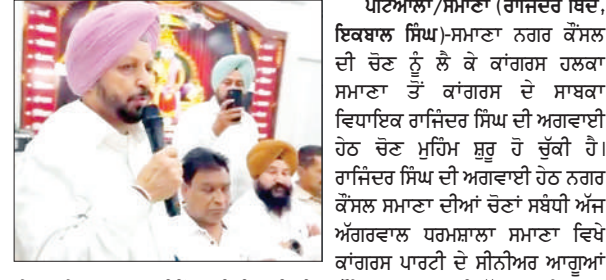 ਪਟਿਆਲਾ/ਸਮਾਣਾ (ਰਾਜਿੰਦਰ ਥਿੰਦ,
ਇਕਬਾਲ ਸਿੰਘ)-ਸਮਾਣਾ ਨਗਰ ਕੌਂਸਲ
ਦੀ ਚੋਣ ਨੂੰ ਲੈ ਕੇ ਕਾਂਗਰਸ ਹਲਕਾ
ਸਮਾਣਾ ਤੋਂ ਕਾਂਗਰਸ ਦੇ ਸਾਬਕਾ
ਵਿਧਾਇਕ ਰਾਜਿੰਦਰ ਸਿੰਘ ਦੀ ਅਗਵਾਈ
ਹੇਠ ਚੋਣ ਮੁਹਿੰਮ ਸ਼ੁਰੂ ਹੋ ਚੁੱਕੀ ਹੈ।
ਰਾਜਿੰਦਰ ਸਿੰਘ ਦੀ ਅਗਵਾਈ ਹੇਠ ਨਗਰ
ਕੌਂਸਲ ਸਮਾਣਾ ਦੀਆਂ ਚੋਣਾਂ ਸਬੰਧੀ ਅੱਜ
ਅੱਗਰਵਾਲ ਧਰਮਸ਼ਾਲਾ ਸਮਾਣਾ ਵਿਖੇ
ਕਾਂਗਰਸ ਪਾਰਟੀ ਦੇ ਸੀਨੀਅਰ ਆਗੂਆਂ